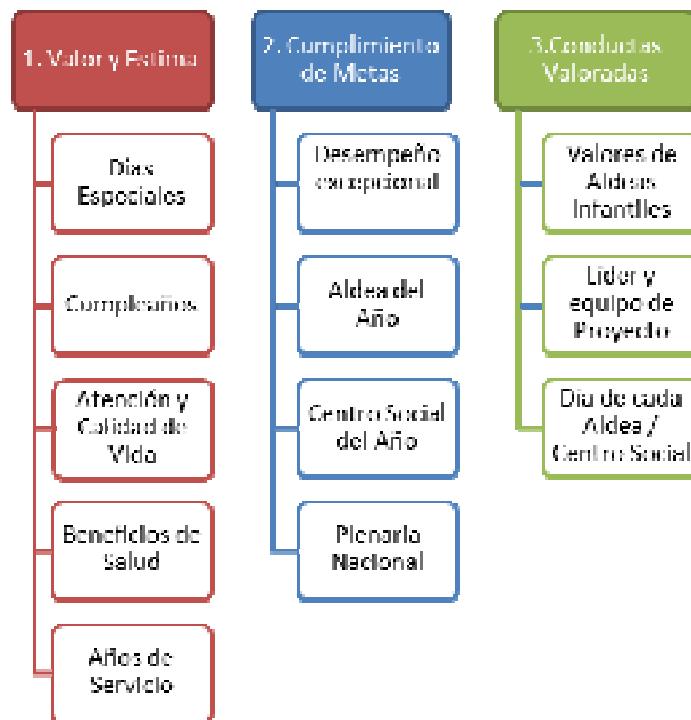 1. Valor y Estima
Dias
Especiales
Cumpleaños
Atención y
Calidad de
Vida
Beneficios de
Salud
Años de
Servicio
2. Cumplimiento
de Metas
Desempeño
excepcional
Aldea del
Año
Centro Social
del Año
Plenaria
Nacional
3.Conductas
Valoradas
Valores de
Aldeas
Infantiles
Líder y
equipo de
Proyecto
Día de cada
Aldea /
Centro Social